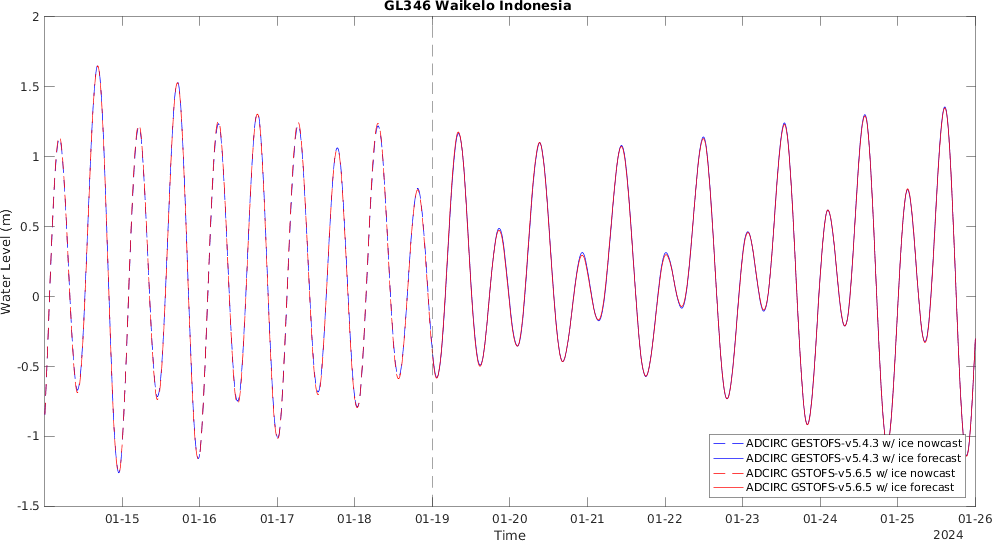 GL346 Waikelo Indonesia
2
1.5
1
0.5
0
-0.5
-1
-1.5
Water Level (m)
01-15 01-16 01-17 01-18 01-19 01-20 01-21 01-22 01-23 01-24 01-25 01-26
Time
2024
ADCIRC GESTOFS-v5.4.3 w/ ice nowcast
ADCIRC GESTOFS-v5.4.3 w/ ice forecast
ADCIRC GSTOFS-v5.6.5 w/ ice nowcast
ADCIRC GSTOFS-v5.6.5 w/ ice forecast